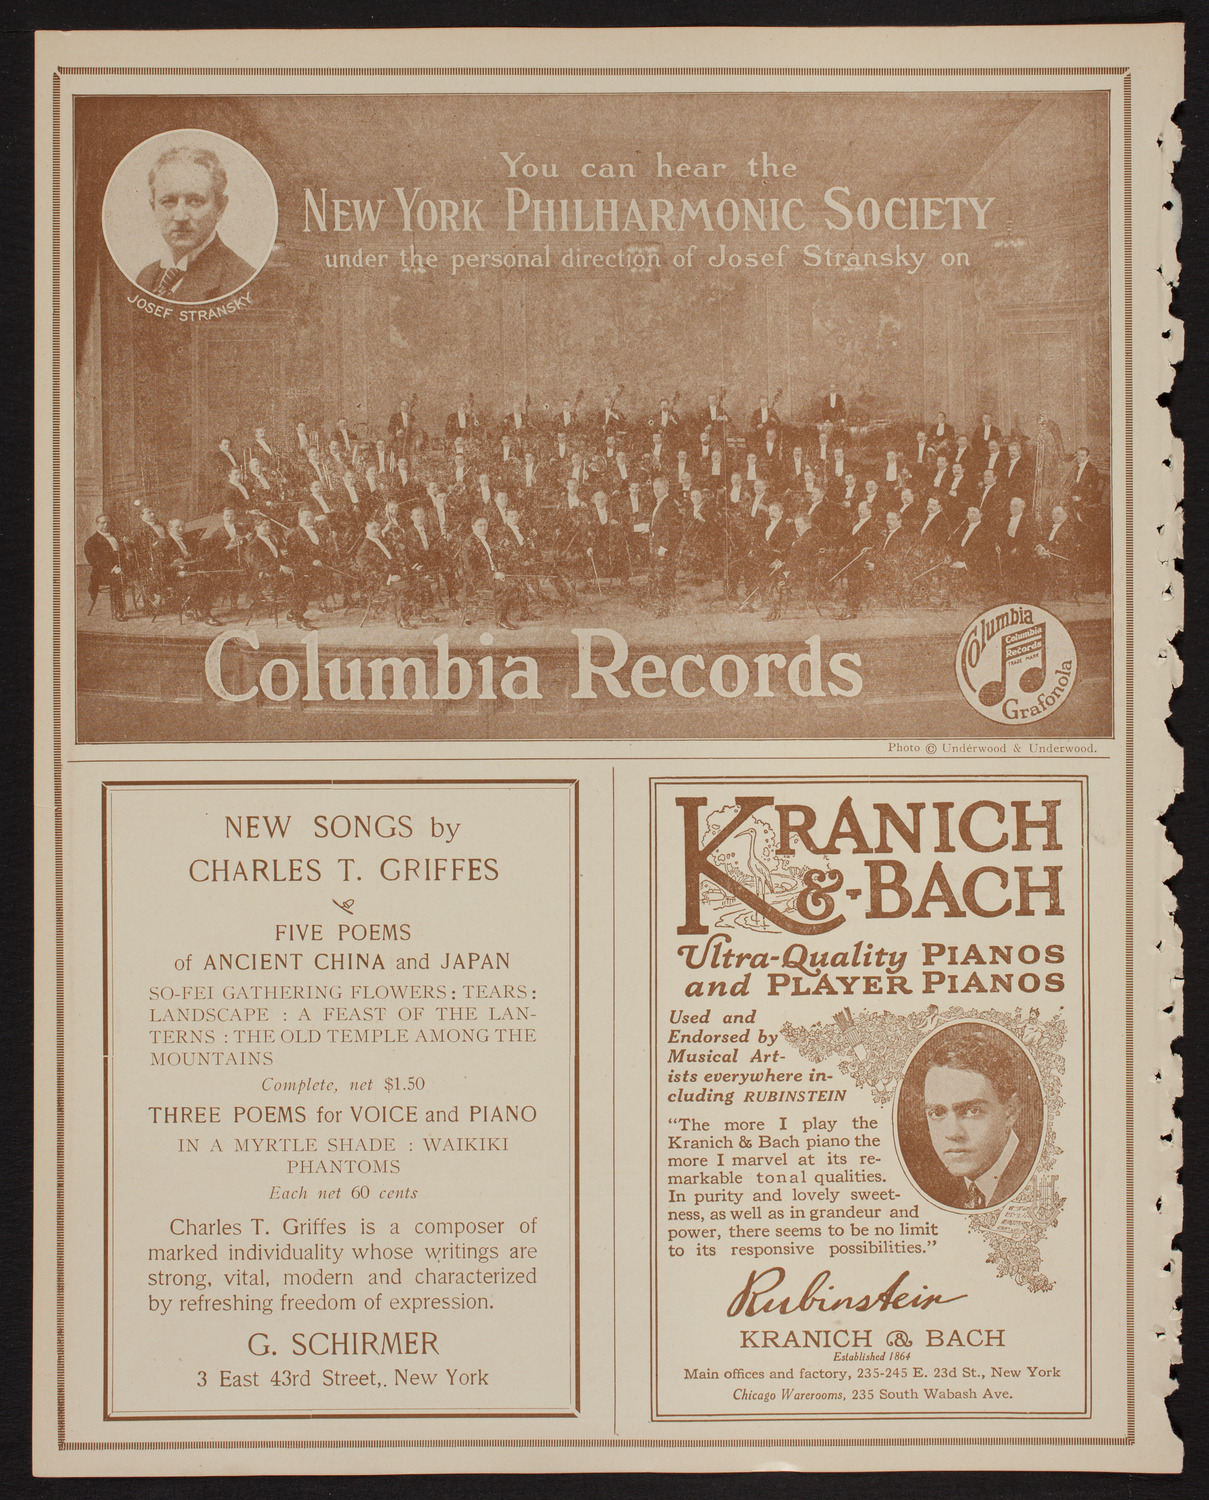 You can hear the
NEW YORK PHILHARMONIC SOCIETY
under the personal direction of Josef Stransky on
JOSEF STRANSKY
Columbia Records
Columbia
Columbia
Records
TRADE MARK
Grafonola
Photo © Underwood & Underwood.
NEW SONGS by
CHARLES T. GRIFFES
FIVE POEMS
of ANCIENT CHINA and JAPAN
SO-FEI GATHERING FLOWERS : TEARS :
LANDSCAPE : A FEAST OF THE LAN-
TERNS : THE OLD TEMPLE AMONG THE
MOUNTAINS
Complete, net $1.50
THREE POEMS for VOICE and PIANO
IN A MYRTLE SHADE : WAIKIKI
PHANTOMS
Each net 60 cents
Charles T. Griffes is a composer of
marked individuality whose writings are
strong, vital, modern and characterized
by refreshing freedom of expression.
G. SCHIRMER
3 East 43rd Street,. New York
KRANICH
&-BACH
Ultra-Quality PIANOS
and PLAYER PIANOS
Used and
Endorsed by
Musical Art-
ists everywhere in-
cluding RUBINSTEIN
"The more I play the
Kranich & Bach piano the
more I marvel at its re-
markable tonal qualities.
In purity and lovely sweet-
ness, as well as in grandeur and
power, there seems to be no limit
to its responsive possibilities."
Rubinstein
KRANICH & BACH
Established 1864
Main offices and factory, 235-245 E. 23d St., New York
Chicago Warerooms, 235 South Wabash Ave.